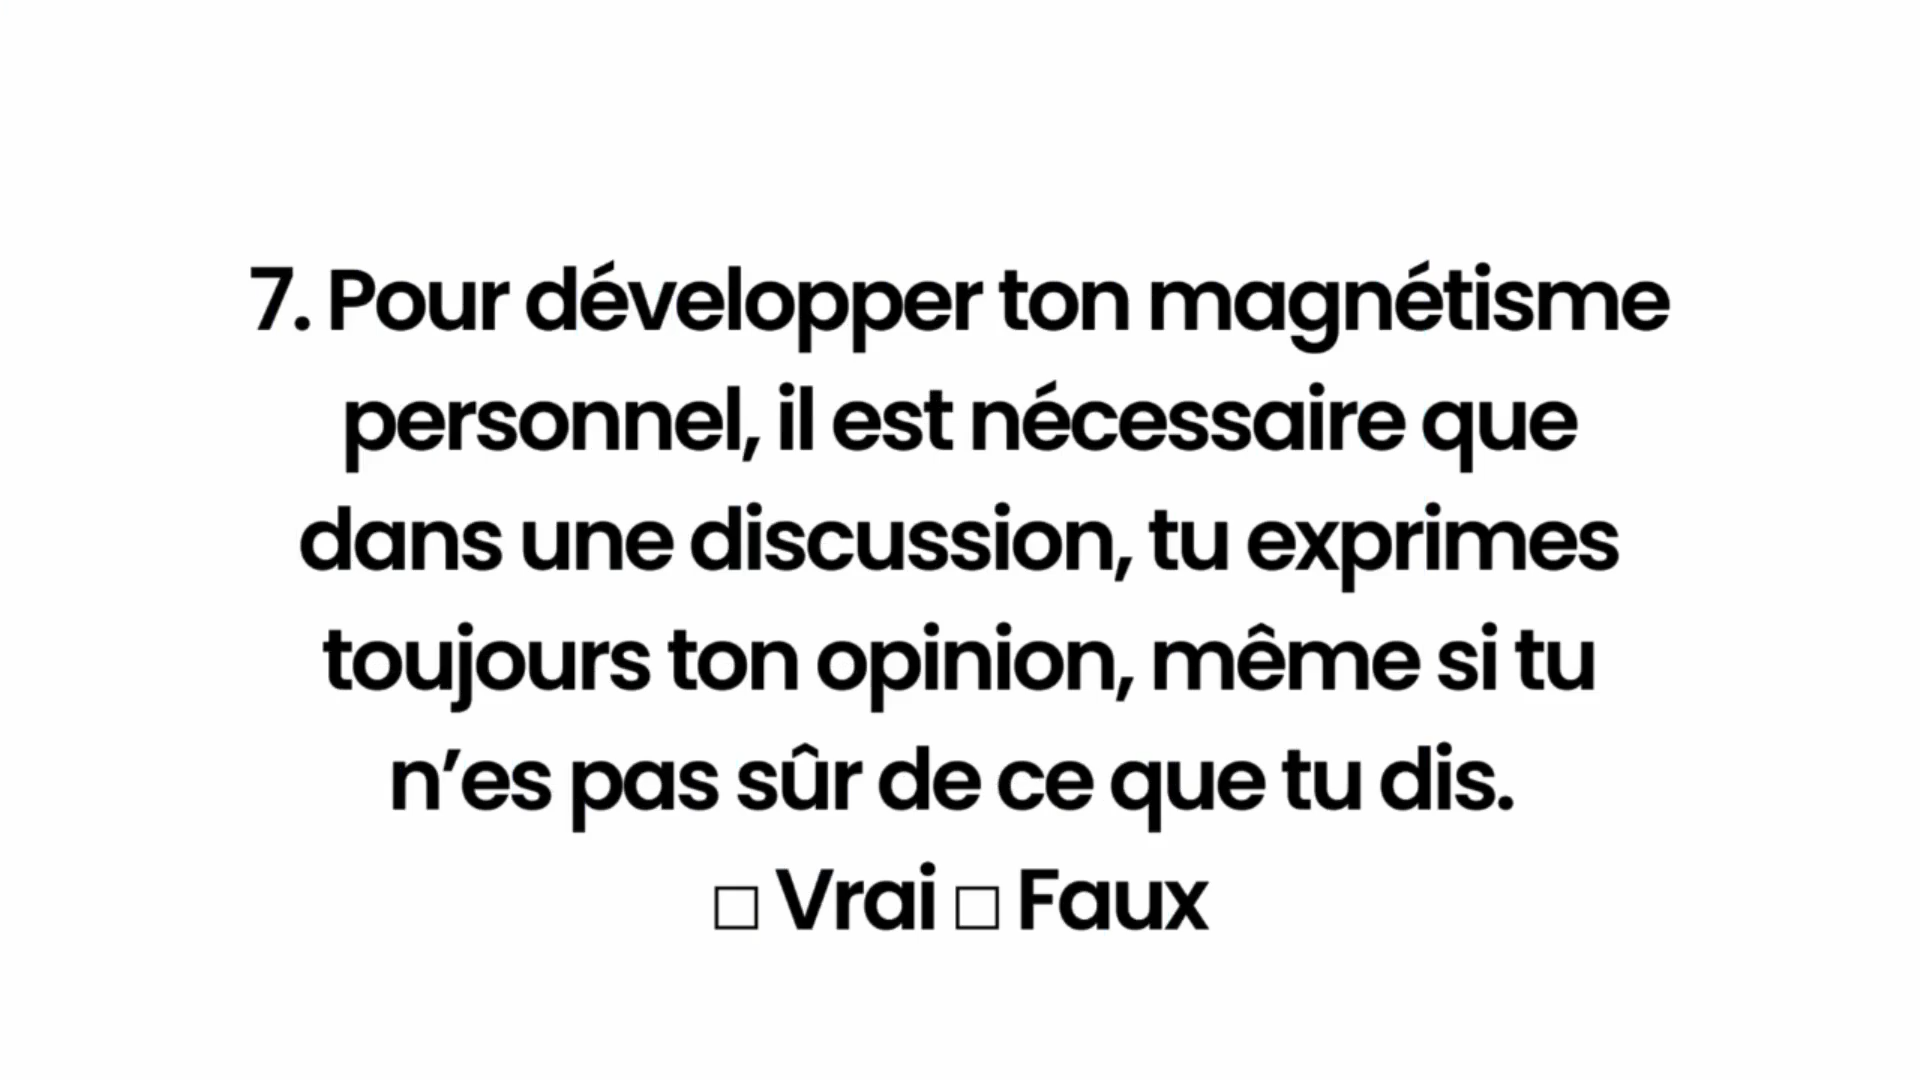 7. Pour développer ton magnétisme
personnel, il est nécessaire que
dans une discussion, tu exprimes
toujours ton opinion, même si tu
n’es pas sûr de ce que tu dis.
□ Vrai □ Faux